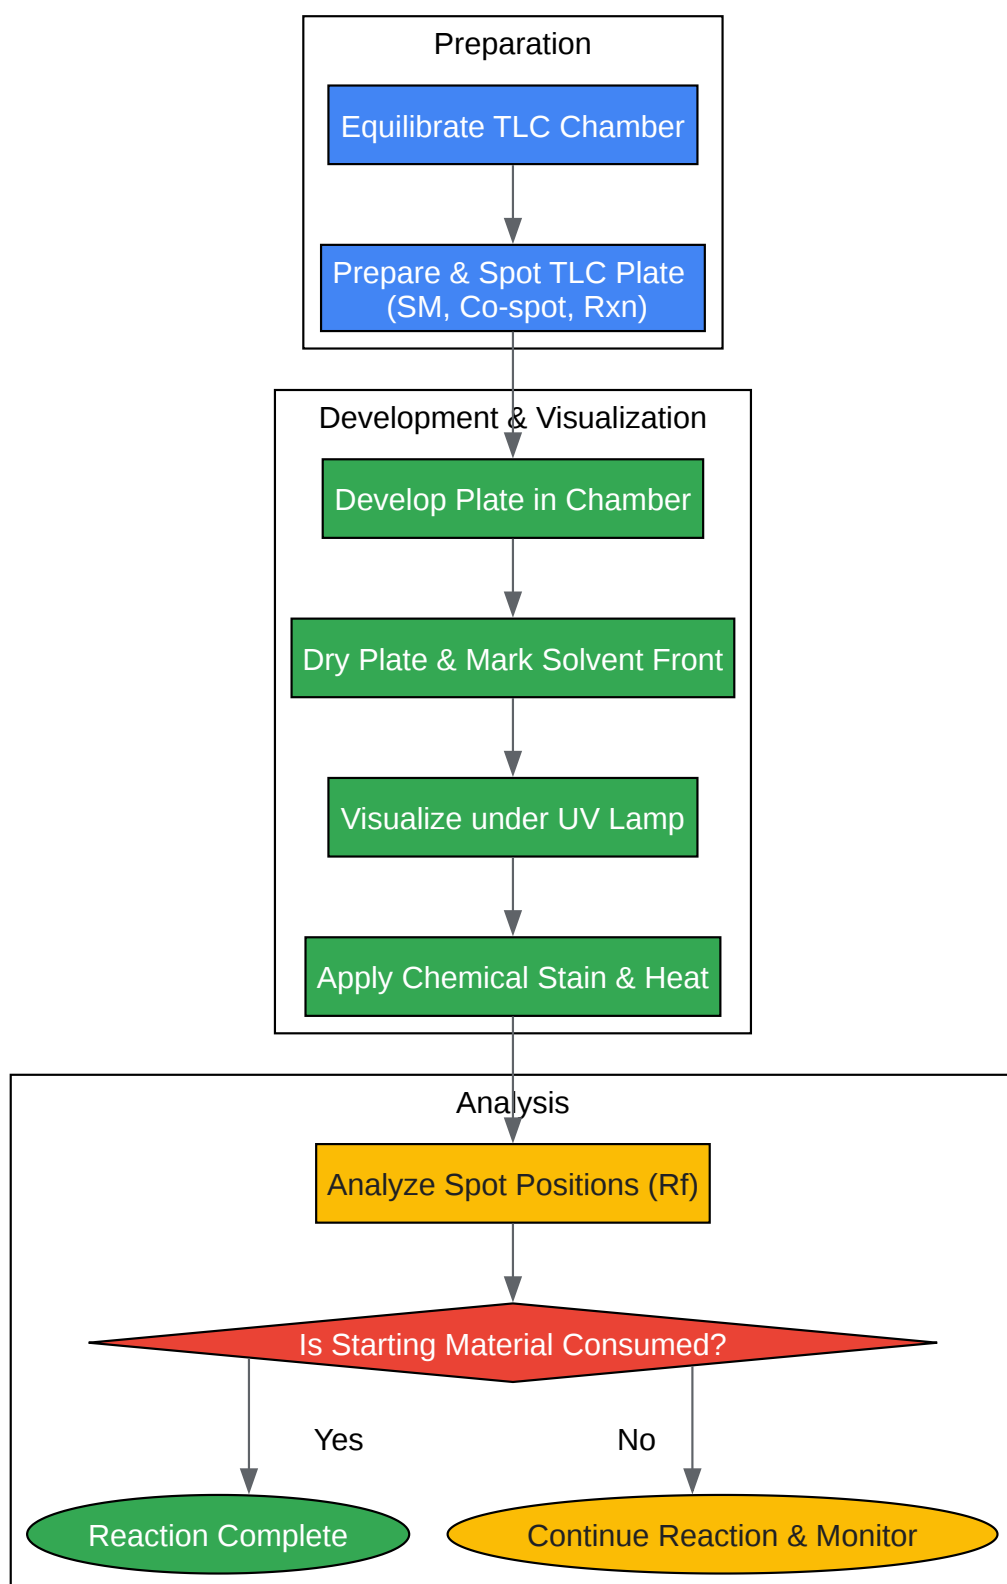 Preparation
Equilibrate TLC Chamber
Prepare & Spot TLC Plate
(SM, Co-spot, Rxn)
Development & Visualization
Develop Plate in Chamber
Dry Plate & Mark Solvent Front
Visualize under UV Lamp
Apply Chemical Stain & Heat
Analysis
Analyze Spot Positions (Rf)
Is Starting Material Consumed?
Yes
No
Reaction Complete
Continue Reaction & Monitor